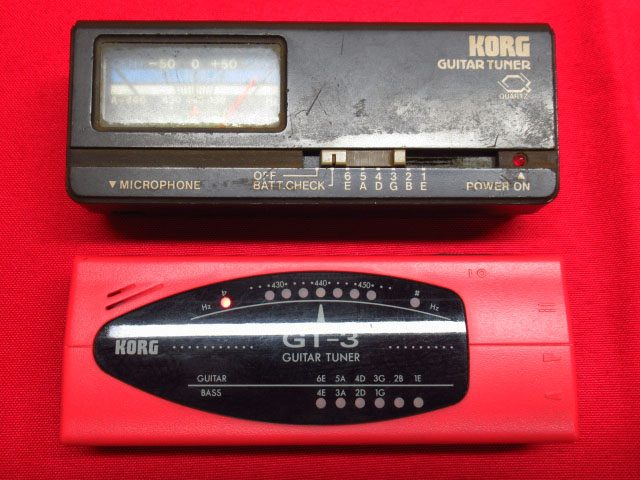 -50 0 +50
KORG
GUITAR TUNER
QUARTZ
OFF
BATT.CHECK
6 5 4 3 2 1
E A D G B E
▼ MICROPHONE
▲
POWER ON
430 440 450
Hz ♭ # Hz
KORG
GT-3
GUITAR TUNER
GUITAR 6E 5A 4D 3G 2B 1E
BASS 4E 3A 2D 1G